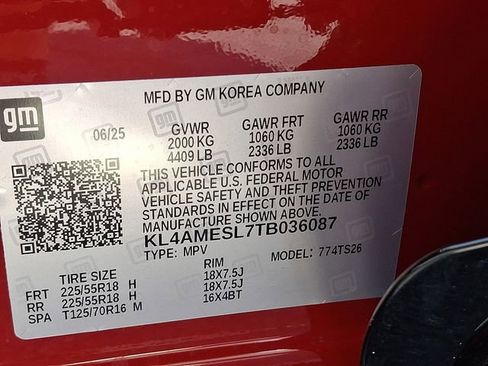 gm
MFD BY GM KOREA COMPANY
06/25 GVWR GAWR FRT GAWR RR
2000 KG 1060 KG 1060 KG
4409 LB 2336 LB 2336 LB
THIS VEHICLE CONFORMS TO ALL
APPLICABLE U.S. FEDERAL MOTOR
VEHICLE SAFETY AND THEFT PREVENTION
STANDARDS IN EFFECT ON THE DATE OF
MANUFACTURE SHOWN ABOVE.
KL4AMESL7TB036087
TYPE: MPV MODEL: 774TS26
TIRE SIZE RIM
FRT 225/55R18 H 18X7.5J
RR 225/55R18 H 18X7.5J
SPA T125/70R16 M 16X4BT